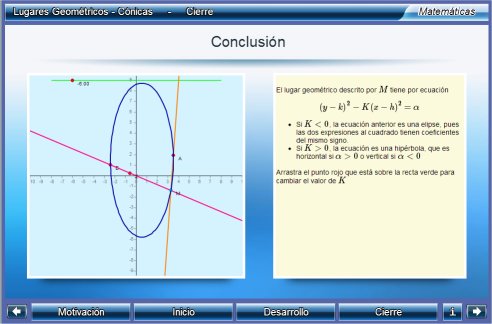 Lugares Geométricos - Cónicas - Cierre
Matemáticas
Conclusión
-6.00
El lugar geométrico descrito por M tiene por ecuación
(y − k)² − K(x − h)² = α
• Si K < 0, la ecuación anterior es una elipse, pues
las dos expresiones al cuadrado tienen coeficientes
del mismo signo.
• Si K > 0, la ecuación es una hipérbola, que es
horizontal si α > 0 o vertical si α < 0
Arrastra el punto rojo que está sobre la recta verde para
cambiar el valor de K
A
M
Motivación
Inicio
Desarrollo
Cierre
i